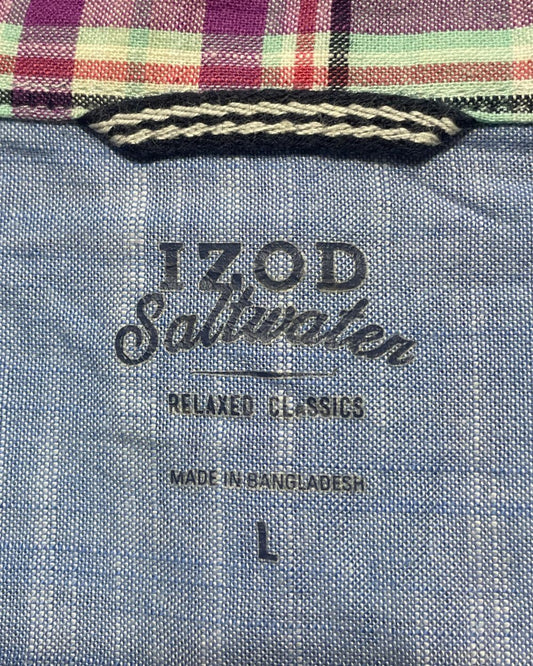 IZOD
Saltwater
RELAXED CLASSICS
MADE IN BANGLADESH
L